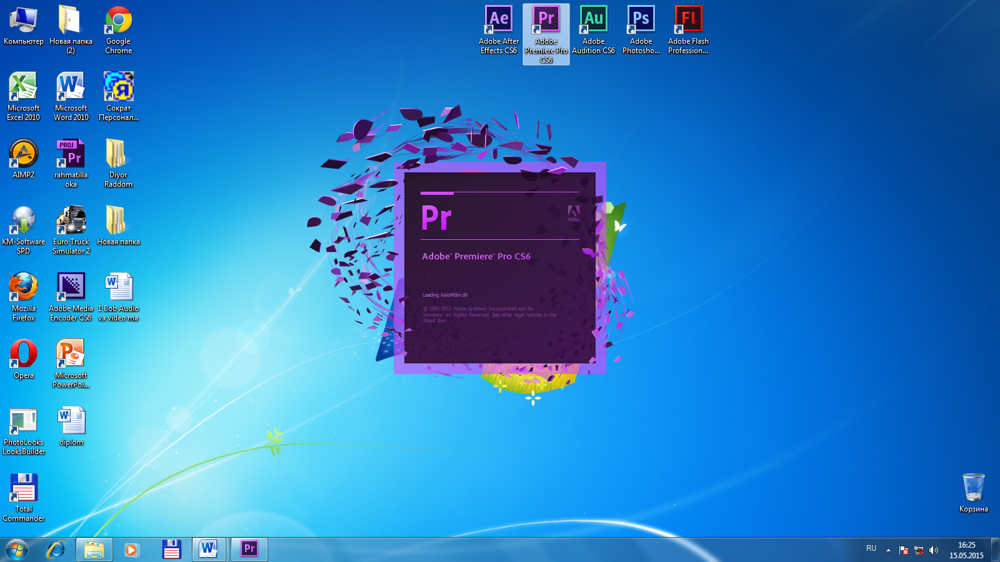 Компьютер
Новая папка
(2)
Google
Chrome
Ae
Adobe After
Effects CS6
Pr
Adobe
Premiere Pro
CS6
Au
Adobe
Audition CS6
Ps
Adobe
Photosho...
Fl
Adobe Flash
Profession...
Microsoft
Excel 2010
Microsoft
Word 2010
Сократ
Персонал...
AIMP2
PROJ
Pr
rahmatilla
oka
Diyor
Raddom
KM-Software
SPD
Euro Truck
Simulator 2
Новая папка
Mozilla
Firefox
Adobe Media
Encoder CS6
1 Bob Audio
va video ma
Opera
Microsoft
PowerPoi...
PhotoLooks
LooksBuilder
diplom
Total
Commander
Pr
Adobe
Adobe® Premiere® Pro CS6
Loading AsioWdm.dll
© 1991-2012 Adobe Systems Incorporated and its
licensors. All Rights Reserved. See other legal notices in the
About Box.
Корзина
W
Pr
RU
16:25
15.05.2015